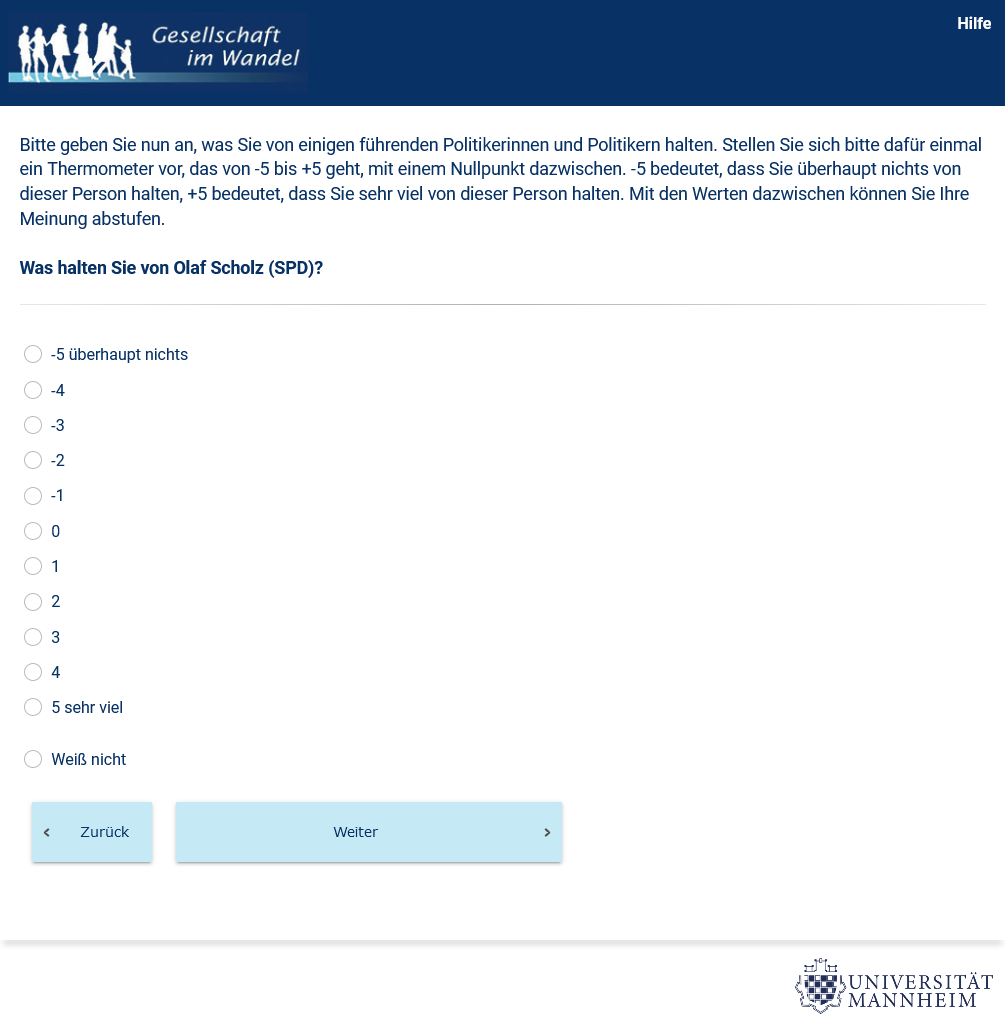 Gesellschaft
im Wandel
Hilfe
Bitte geben Sie nun an, was Sie von einigen führenden Politikerinnen und Politikern halten. Stellen Sie sich bitte dafür einmal
ein Thermometer vor, das von -5 bis +5 geht, mit einem Nullpunkt dazwischen. -5 bedeutet, dass Sie überhaupt nichts von
dieser Person halten, +5 bedeutet, dass Sie sehr viel von dieser Person halten. Mit den Werten dazwischen können Sie Ihre
Meinung abstufen.
Was halten Sie von Olaf Scholz (SPD)?
-5 überhaupt nichts
-4
-3
-2
-1
0
1
2
3
4
5 sehr viel
Weiß nicht
Zurück
Weiter
UNIVERSITÄT
MANNHEIM